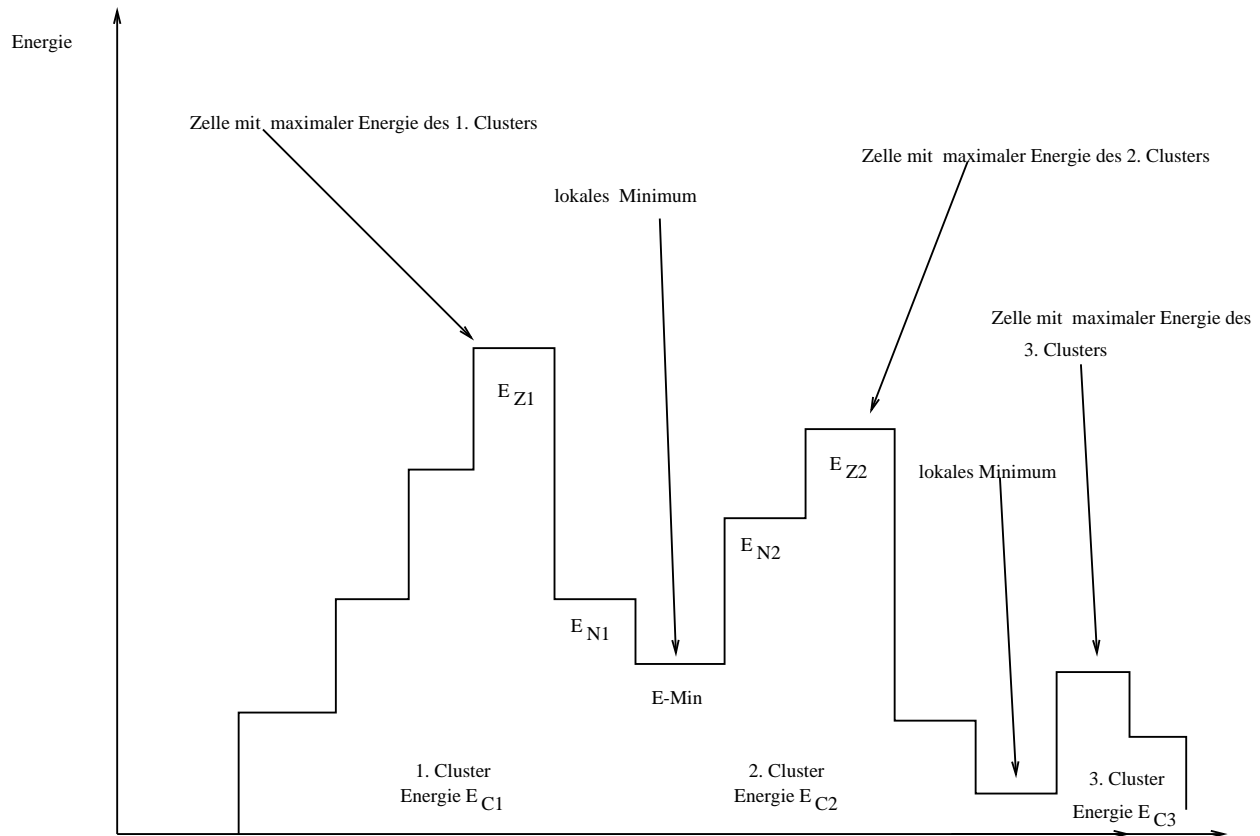 Energie
Zelle mit maximaler Energie des 1. Clusters
Zelle mit maximaler Energie des 2. Clusters
lokales Minimum
Zelle mit maximaler Energie des
3. Clusters
E Z1
E Z2
lokales Minimum
E N2
E N1
E-Min
1. Cluster
Energie E C1
2. Cluster
Energie E C2
3. Cluster
Energie E C3